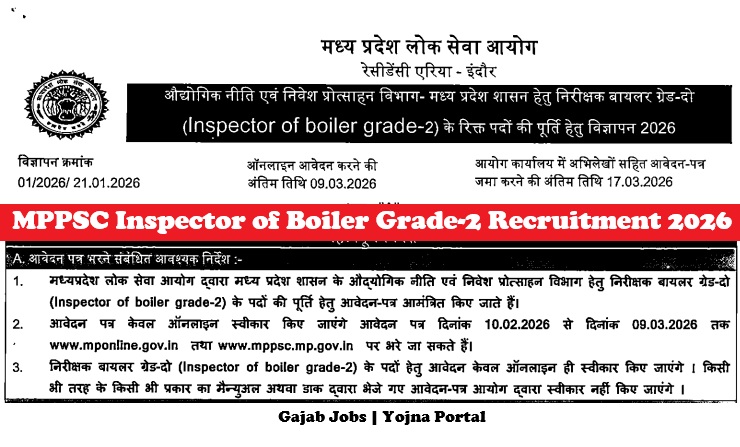 मध्य प्रदेश लोक सेवा आयोग
रेसीडेंसी एरिया - इंदौर
औद्योगिक नीति एवं निवेश प्रोत्साहन विभाग- मध्य प्रदेश शासन हेतु निरीक्षक बायलर ग्रेड-दो
(Inspector of boiler grade-2) के रिक्त पदों की पूर्ति हेतु विज्ञापन 2026
विज्ञापन क्रमांक
01/2026/ 21.01.2026
ऑनलाइन आवेदन करने की
अंतिम तिथि 09.03.2026
आयोग कार्यालय में अभिलेखों सहित आवेदन-पत्र
जमा करने की अंतिम तिथि 17.03.2026
MPPSC Inspector of Boiler Grade-2 Recruitment 2026
A. आवेदन पत्र भरने संबंधित आवश्यक निर्देश :-
1. मध्यप्रदेश लोक सेवा आयोग द्वारा मध्य प्रदेश शासन के औद्योगिक नीति एवं निवेश प्रोत्साहन विभाग हेतु निरीक्षक बायलर ग्रेड-दो
(Inspector of boiler grade-2) के पदों की पूर्ति हेतु आवेदन-पत्र आमंत्रित किए जाते हैं।
2. आवेदन पत्र केवल ऑनलाइन स्वीकार किए जाएंगे आवेदन पत्र दिनांक 10.02.2026 से दिनांक 09.03.2026 तक
www.mponline.gov.in तथा www.mppsc.mp.gov.in पर भरे जा सकते हैं।
3. निरीक्षक बायलर ग्रेड-दो (Inspector of boiler grade-2) के पदों हेतु आवेदन केवल ऑनलाइन ही स्वीकार किए जाएंगे । किसी
भी तरह के किसी भी प्रकार का मैन्युअल अथवा डाक द्वारा भेजे गए आवेदन-पत्र आयोग द्वारा स्वीकार नहीं किए जाएंगे ।
Gajab Jobs | Yojna Portal